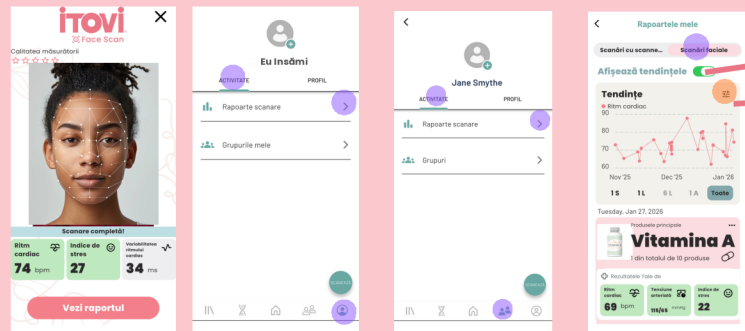 iTOVi
Face Scan
Calitatea măsurătorii
Scanare completă!
Ritm cardiac
74 bpm
Indice de stres
27
Variabilitatea ritmului cardiac
34 ms
Vezi raportul
Eu Insămi
ACTIVITATE
PROFIL
Rapoarte scanare
Grupurile mele
Jane Smythe
ACTIVITATE
PROFIL
Rapoarte scanare
Grupuri
Rapoartele mele
Scanări cu scanne...
Scanări faciale
Afișează tendințele
Tendințe
Ritm cardiac
90
80
70
60
Nov '25
Dec '25
Jan '26
1 S
1 L
6 L
1 A
Toate
Tuesday, Jan 27, 2026
Produsele principale
Vitamina A
1 din totalul de 10 produse
Rezultatele Tale de
Ritm cardiac
69 bpm
Tensiune arterială
115/55 mmHg
Indice de stres
22